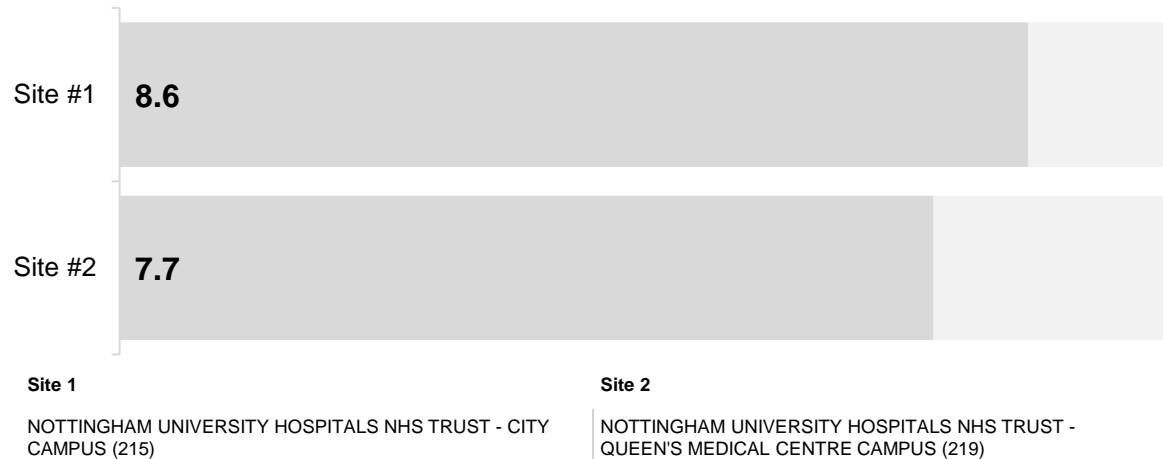 Site #1
8.6
Site #2
7.7
Site 1
NOTTINGHAM UNIVERSITY HOSPITALS NHS TRUST - CITY
CAMPUS (215)
Site 2
NOTTINGHAM UNIVERSITY HOSPITALS NHS TRUST -
QUEEN'S MEDICAL CENTRE CAMPUS (219)